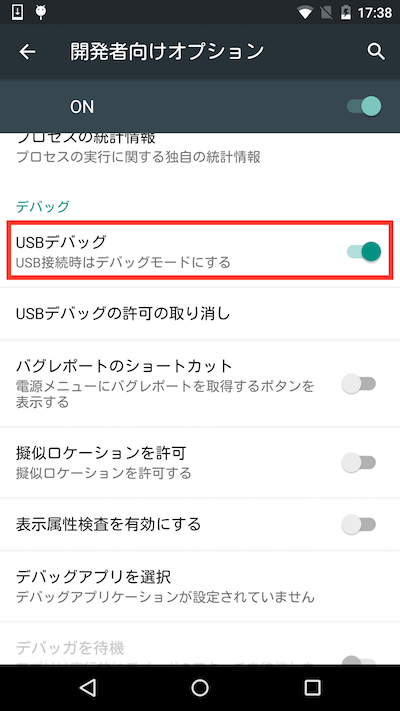 17:38
開発者向けオプション
ON
プロセスの統計情報
プロセスの実行に関する独自の統計情報
デバッグ
USBデバッグ
USB接続時はデバッグモードにする
USBデバッグの許可の取り消し
バグレポートのショートカット
電源メニューにバグレポートを取得するボタンを
表示する
擬似ロケーションを許可
擬似ロケーションを許可する
表示属性検査を有効にする
デバッグアプリを選択
デバッグアプリケーションが設定されていません
デバッガを待機